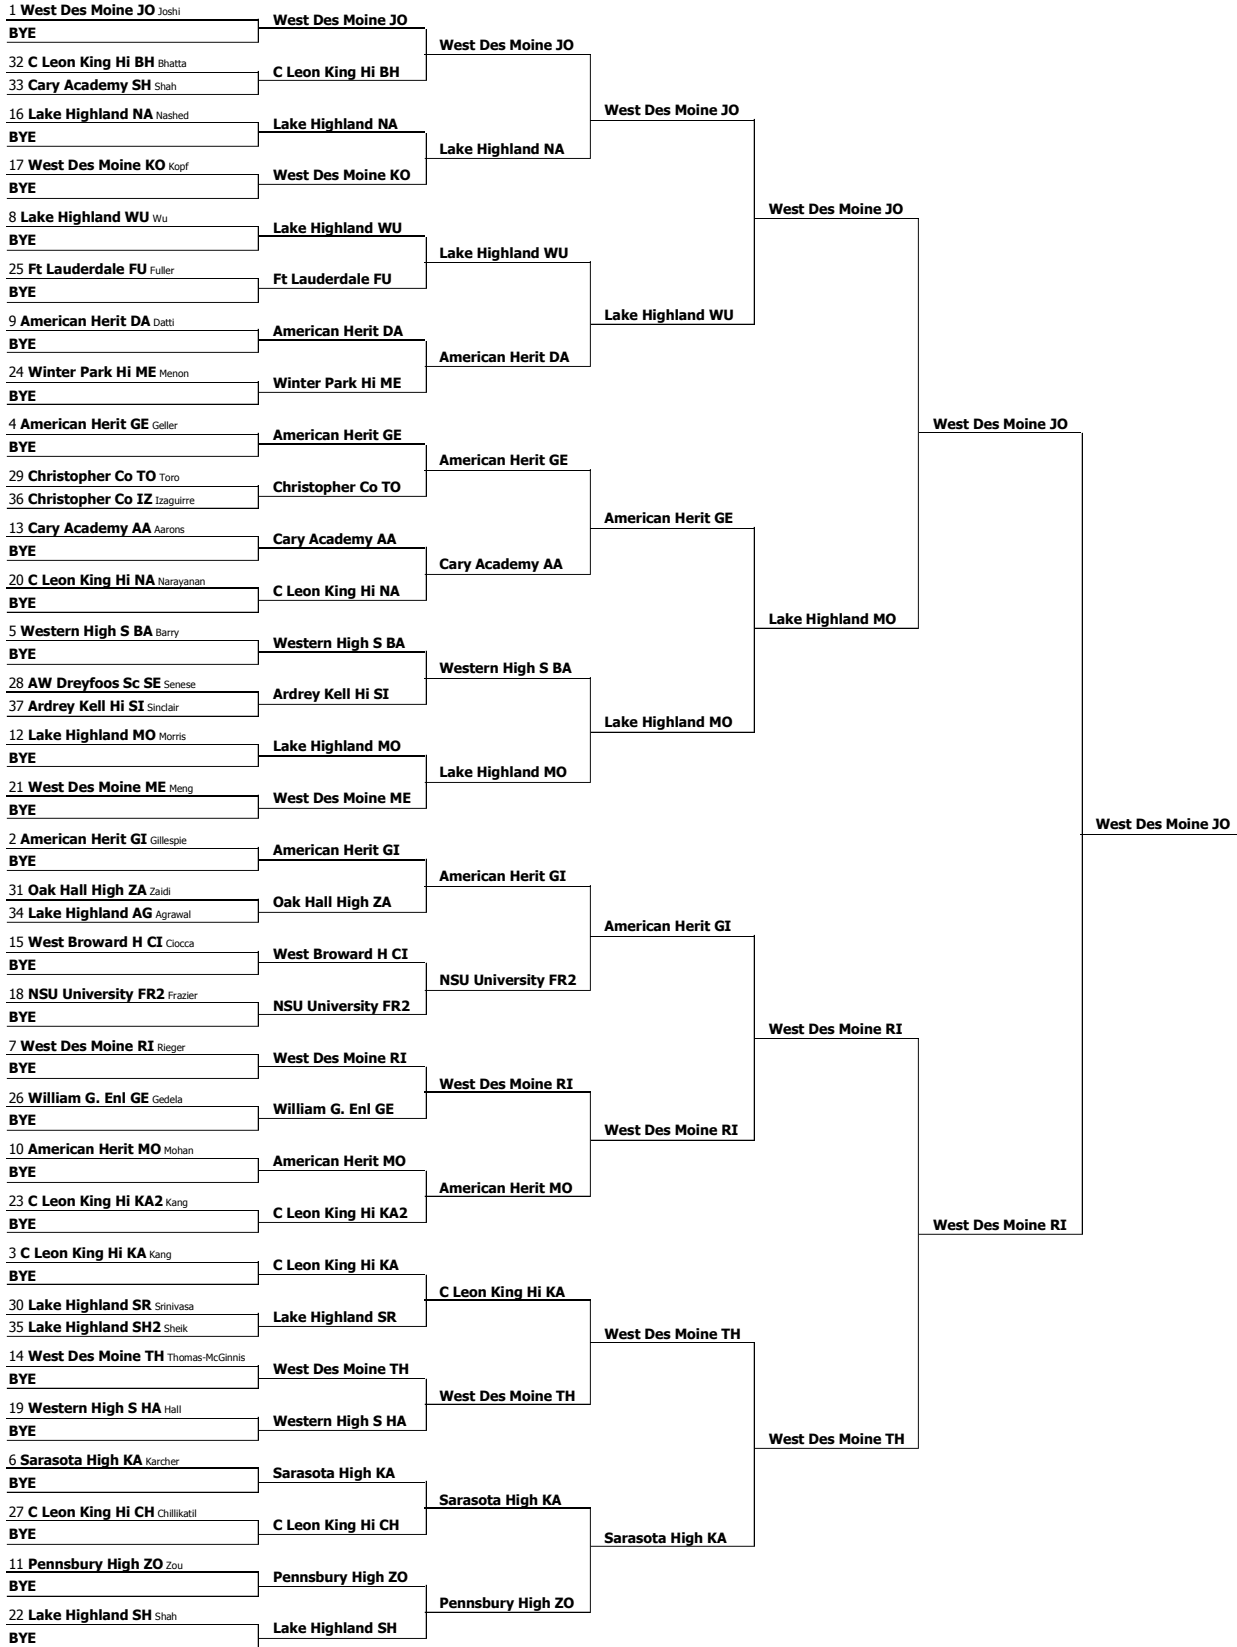 1 West Des Moine JO Joshi
BYE
32 C Leon King Hi BH Bhatta
33 Cary Academy SH Shah
16 Lake Highland NA Nashed
BYE
17 West Des Moine KO Kopf
BYE
8 Lake Highland WU Wu
BYE
25 Ft Lauderdale FU Fuller
BYE
9 American Herit DA Datti
BYE
24 Winter Park Hi ME Menon
BYE
4 American Herit GE Geller
BYE
29 Christopher Co TO Toro
36 Christopher Co IZ Izaguirre
13 Cary Academy AA Aarons
BYE
20 C Leon King Hi NA Narayanan
BYE
5 Western High S BA Barry
BYE
28 AW Dreyfoos Sc SE Senese
37 Ardrey Kell Hi SI Sinclair
12 Lake Highland MO Morris
BYE
21 West Des Moine ME Meng
BYE
2 American Herit GI Gillespie
BYE
31 Oak Hall High ZA Zaidi
34 Lake Highland AG Agrawal
15 West Broward H CI Ciocca
BYE
18 NSU University FR2 Frazier
BYE
7 West Des Moine RI Rieger
BYE
26 William G. Enl GE Gedela
BYE
10 American Herit MO Mohan
BYE
23 C Leon King Hi KA2 Kang
BYE
3 C Leon King Hi KA Kang
BYE
30 Lake Highland SR Srinivasa
35 Lake Highland SH2 Sheik
14 West Des Moine TH Thomas-McGinnis
BYE
19 Western High S HA Hall
BYE
6 Sarasota High KA Karcher
BYE
27 C Leon King Hi CH Chillikatil
BYE
11 Pennsbury High ZO Zou
BYE
22 Lake Highland SH Shah
BYE
West Des Moine JO
C Leon King Hi BH
Lake Highland NA
West Des Moine KO
Lake Highland WU
Ft Lauderdale FU
American Herit DA
Winter Park Hi ME
American Herit GE
Christopher Co TO
Cary Academy AA
C Leon King Hi NA
Western High S BA
Ardrey Kell Hi SI
Lake Highland MO
West Des Moine ME
American Herit GI
Oak Hall High ZA
West Broward H CI
NSU University FR2
West Des Moine RI
William G. Enl GE
American Herit MO
C Leon King Hi KA2
C Leon King Hi KA
Lake Highland SR
West Des Moine TH
Western High S HA
Sarasota High KA
C Leon King Hi CH
Pennsbury High ZO
Lake Highland SH
West Des Moine JO
Lake Highland NA
Lake Highland WU
American Herit DA
American Herit GE
Cary Academy AA
Western High S BA
Lake Highland MO
American Herit GI
NSU University FR2
West Des Moine RI
American Herit MO
C Leon King Hi KA
West Des Moine TH
Sarasota High KA
Pennsbury High ZO
West Des Moine JO
Lake Highland WU
American Herit GE
Lake Highland MO
American Herit GI
West Des Moine RI
West Des Moine TH
Sarasota High KA
West Des Moine JO
Lake Highland MO
West Des Moine RI
West Des Moine TH
West Des Moine JO
West Des Moine RI
West Des Moine JO